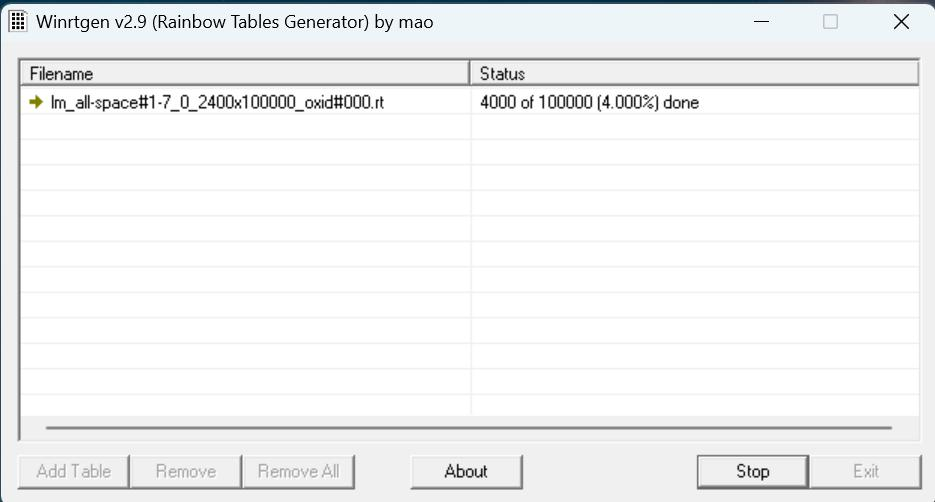 Winrtgen v2.9 (Rainbow Tables Generator) by mao
Filename Status
lm_all-space#1-7_0_2400x100000_oxid#000.rt 4000 of 100000 (4.000%) done
Add Table Remove Remove All About Stop Exit